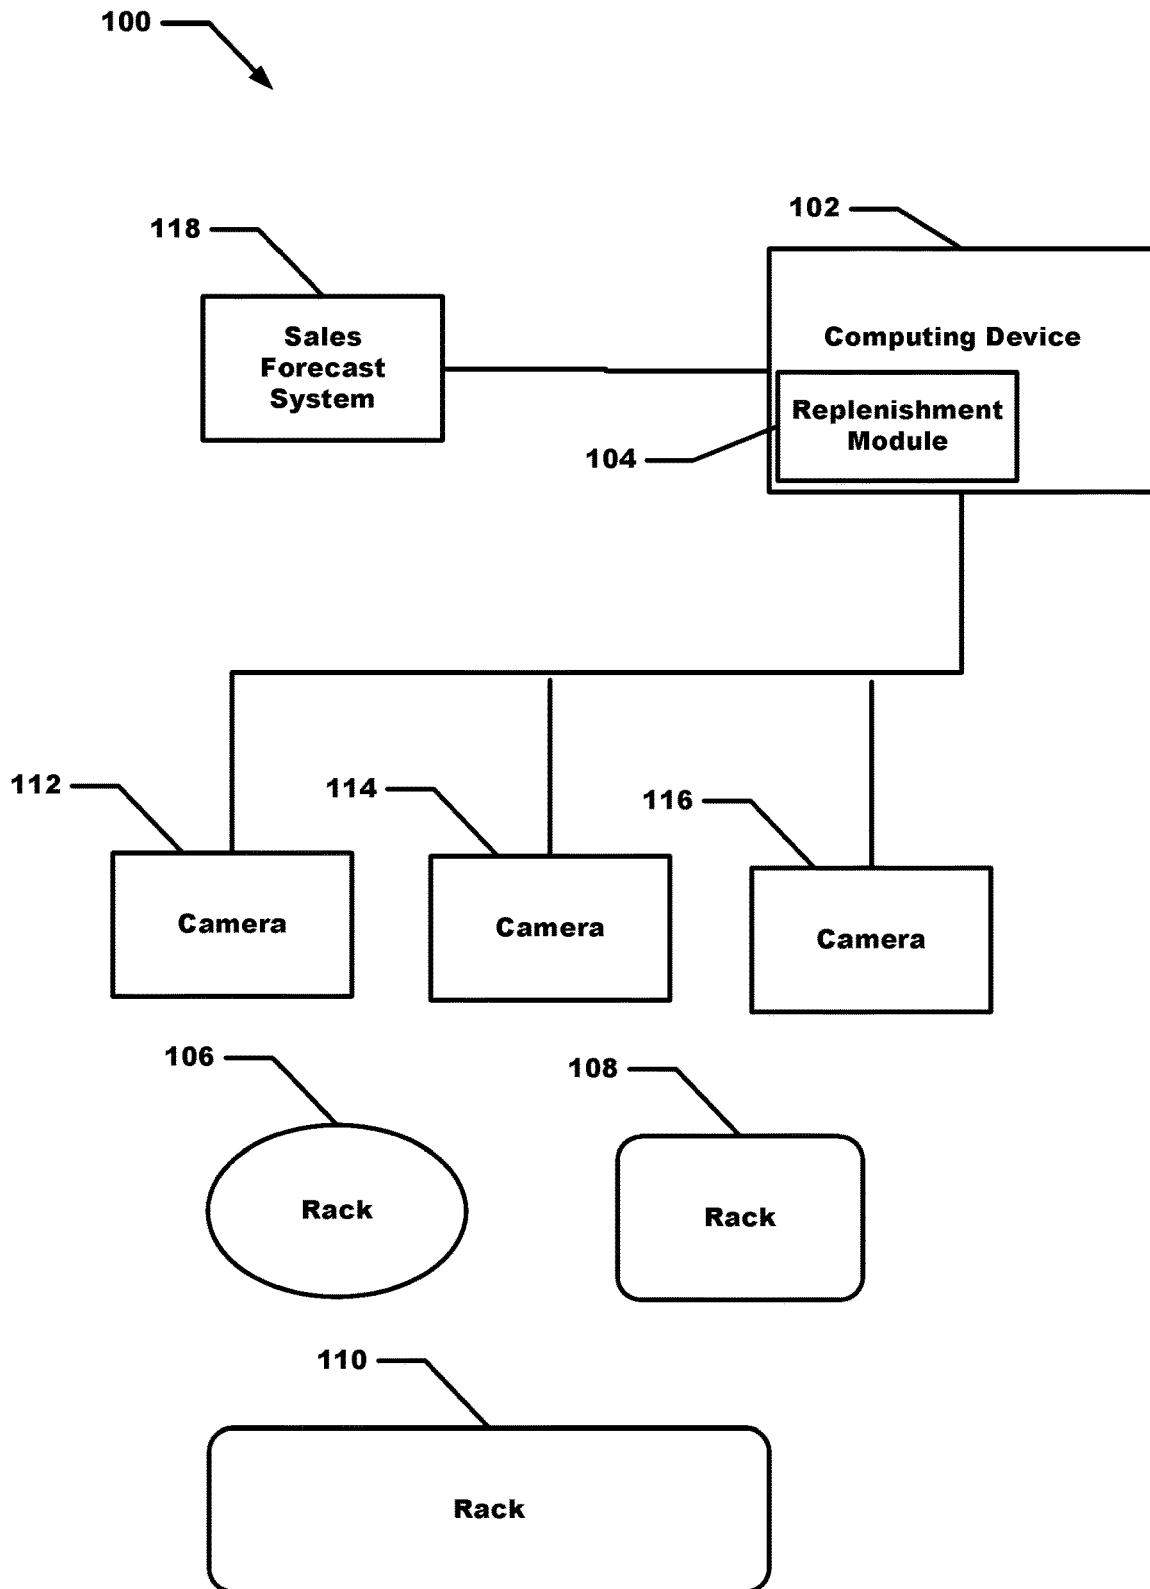 100
102
118
Sales
Forecast
System
Computing Device
Replenishment
Module
104
112
114
116
Camera
Camera
Camera
106
108
Rack
Rack
110
Rack